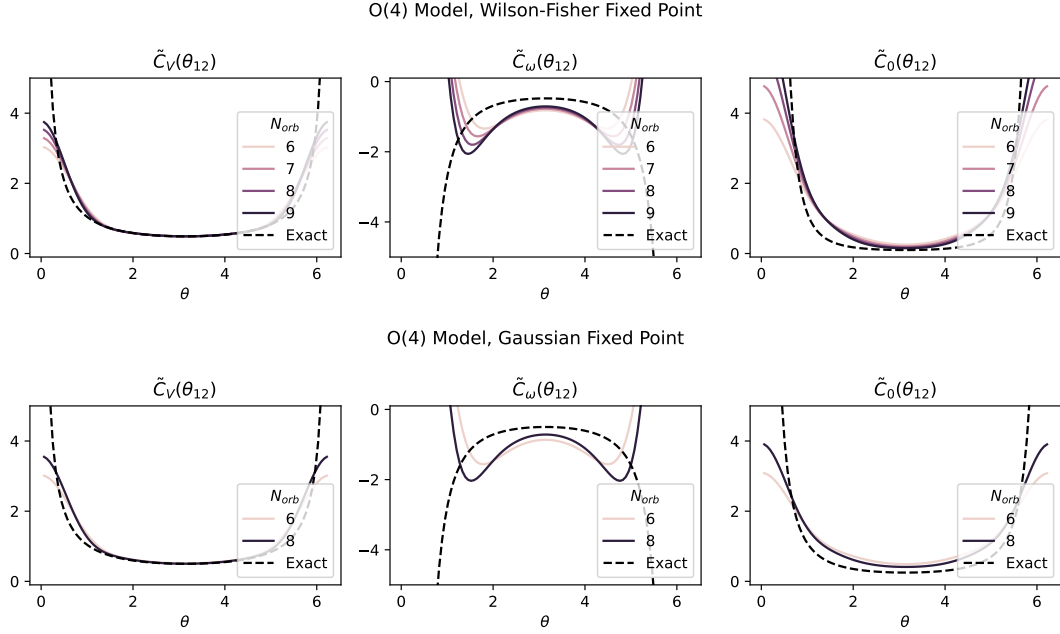 O(4) Model, Wilson-Fisher Fixed Point
C̃_V(θ_12)
C̃_ω(θ_12)
C̃_0(θ_12)
4
2
0
0
−2
−4
4
2
0
N_orb
6
7
8
9
Exact
N_orb
6
7
8
9
Exact
N_orb
6
7
8
9
Exact
0 2 4 6
0 2 4 6
0 2 4 6
θ
θ
θ
O(4) Model, Gaussian Fixed Point
C̃_V(θ_12)
C̃_ω(θ_12)
C̃_0(θ_12)
4
2
0
0
−2
−4
4
2
0
N_orb
6
8
Exact
N_orb
6
8
Exact
N_orb
6
8
Exact
0 2 4 6
0 2 4 6
0 2 4 6
θ
θ
θ